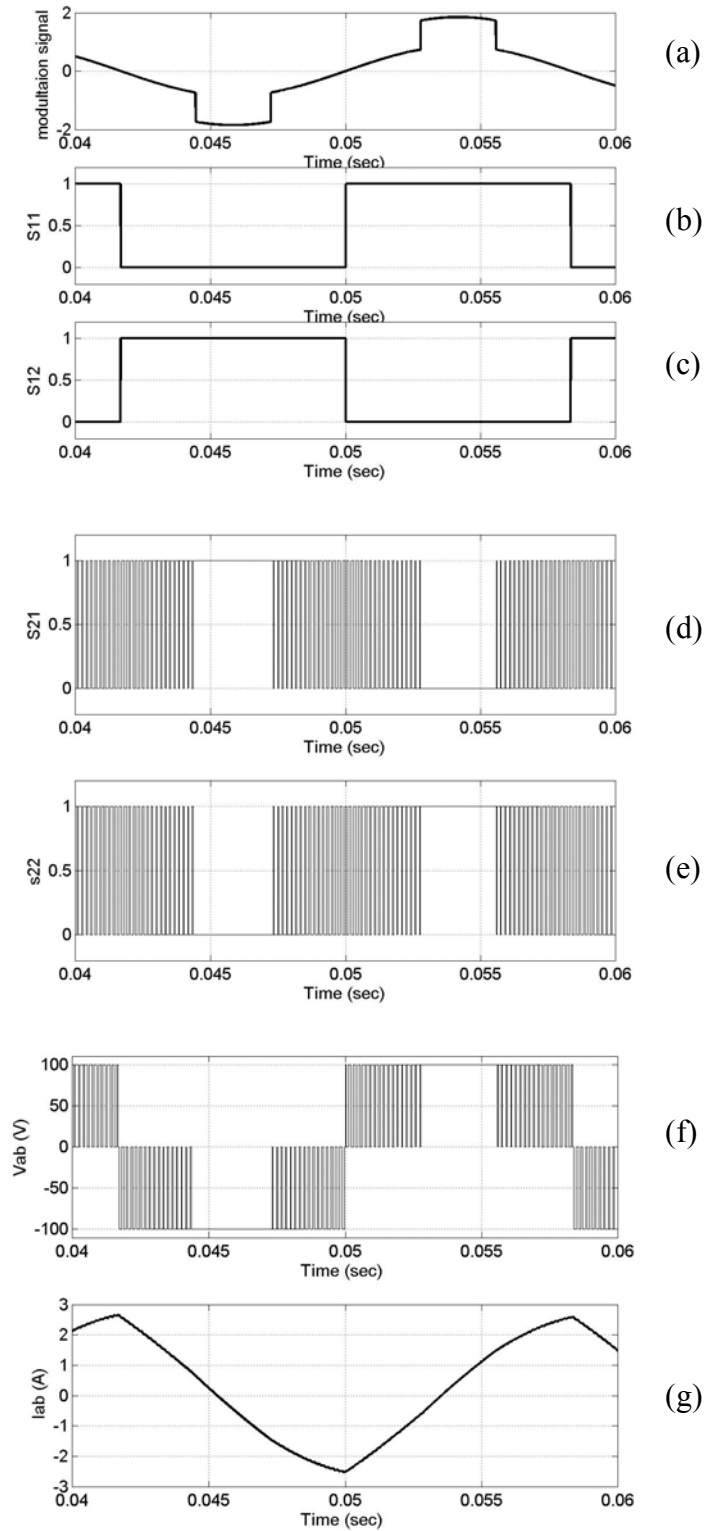 2
0
-2
modultaion signal
0.04 0.045 0.05 0.055 0.06
Time (sec)
(a)
1
0.5
0
S11
0.04 0.045 0.05 0.055 0.06
Time (sec)
(b)
1
0.5
0
S12
0.04 0.045 0.05 0.055 0.06
Time (sec)
(c)
1
0.5
0
S21
0.04 0.045 0.05 0.055 0.06
Time (sec)
(d)
1
0.5
0
s22
0.04 0.045 0.05 0.055 0.06
Time (sec)
(e)
100
50
0
-50
-100
Vab (V)
0.04 0.045 0.05 0.055 0.06
Time (sec)
(f)
3
2
1
0
-1
-2
-3
Iab (A)
0.04 0.045 0.05 0.055 0.06
Time (sec)
(g)